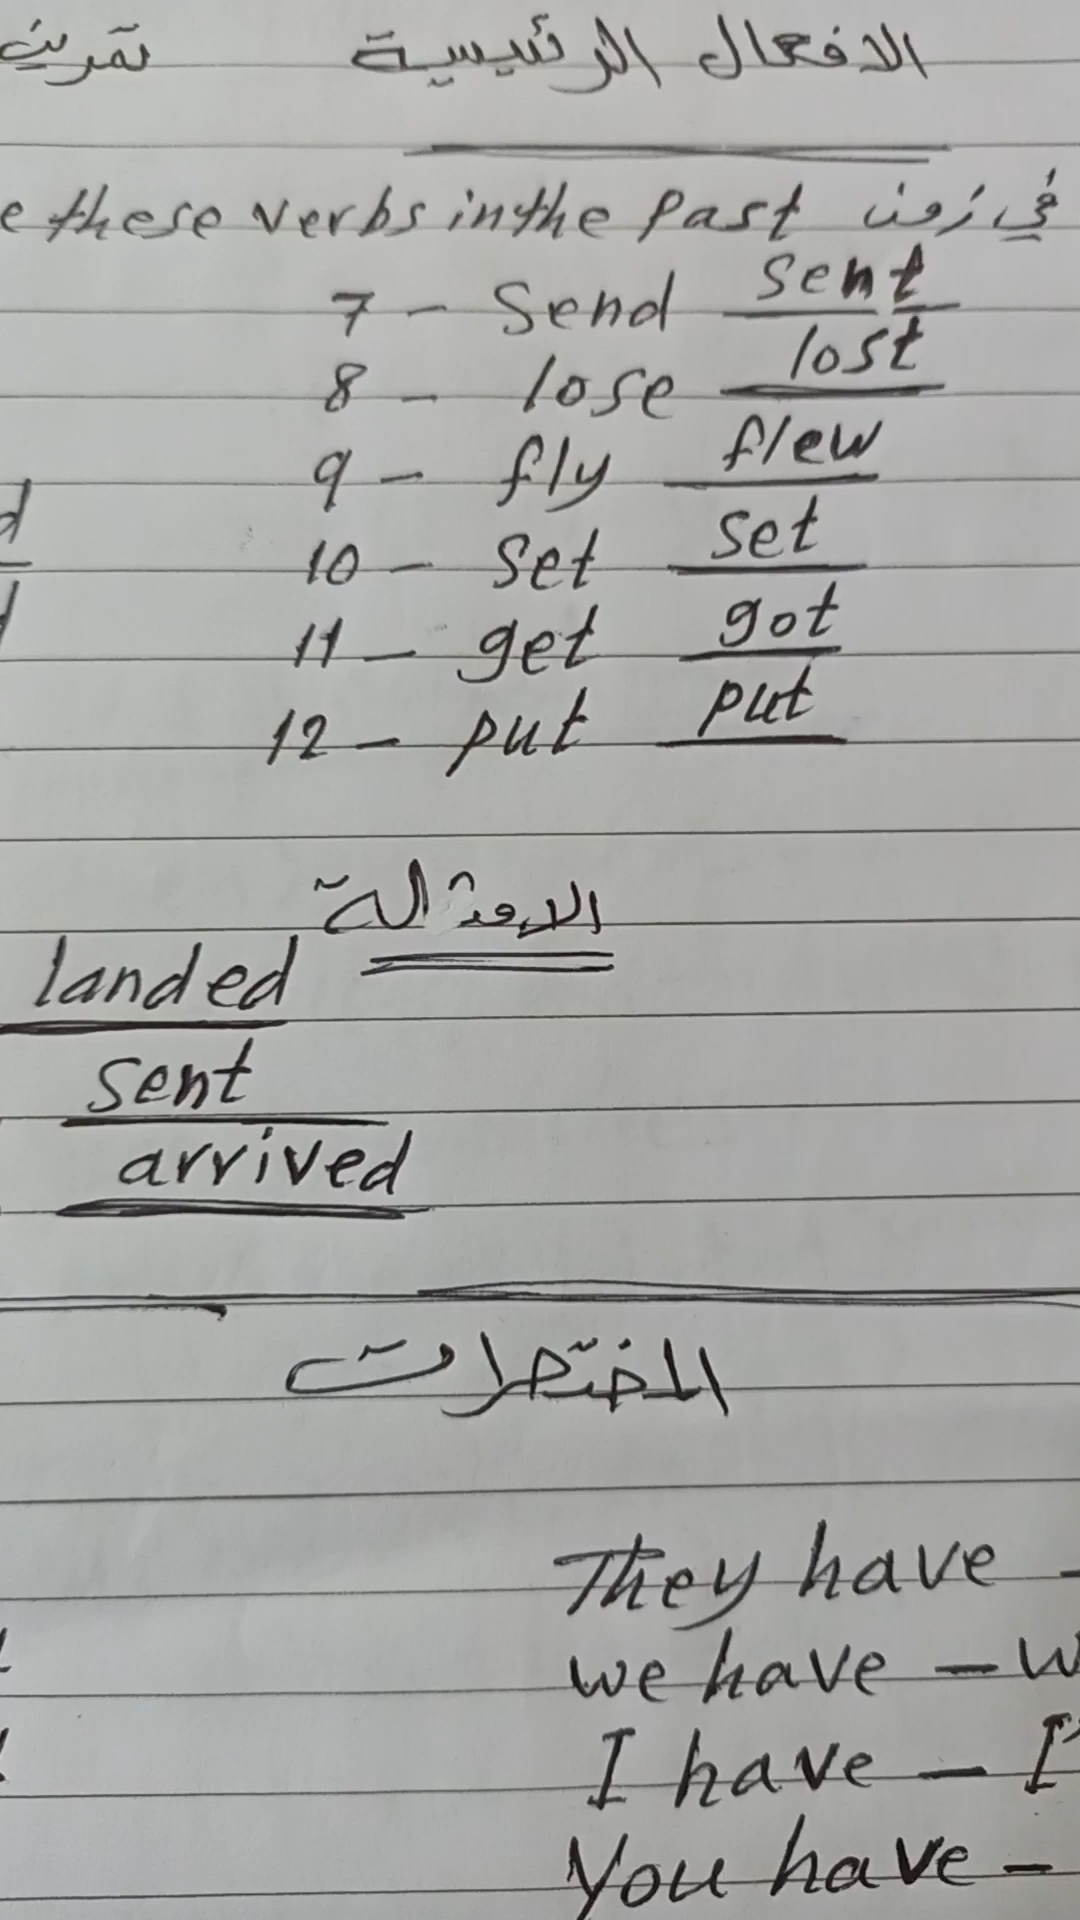 الافعال الرئيسية تمرين
these verbs in the past في زمن
7 - Send sent
8 - lose lost
9 - fly flew
10 - Set set
11 - get got
12 - put put
الامثالة
landed
sent
arrived
المختصرات
They have -
we have -
I have - I'
You have -